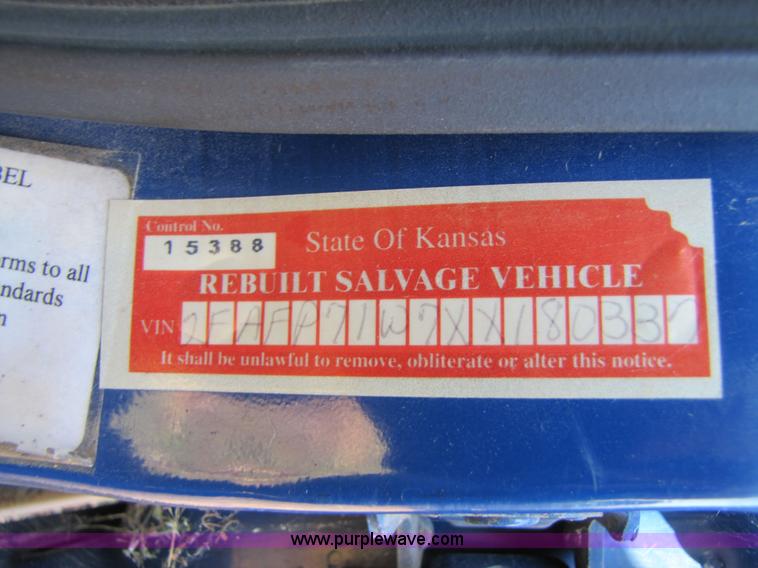 BEL
rms to all
ndards
n
Control No.
15388
State Of Kansas
REBUILT SALVAGE VEHICLE
VIN 2FAFP71W7XX180337
It shall be unlawful to remove, obliterate or alter this notice.
www.purplewave.com